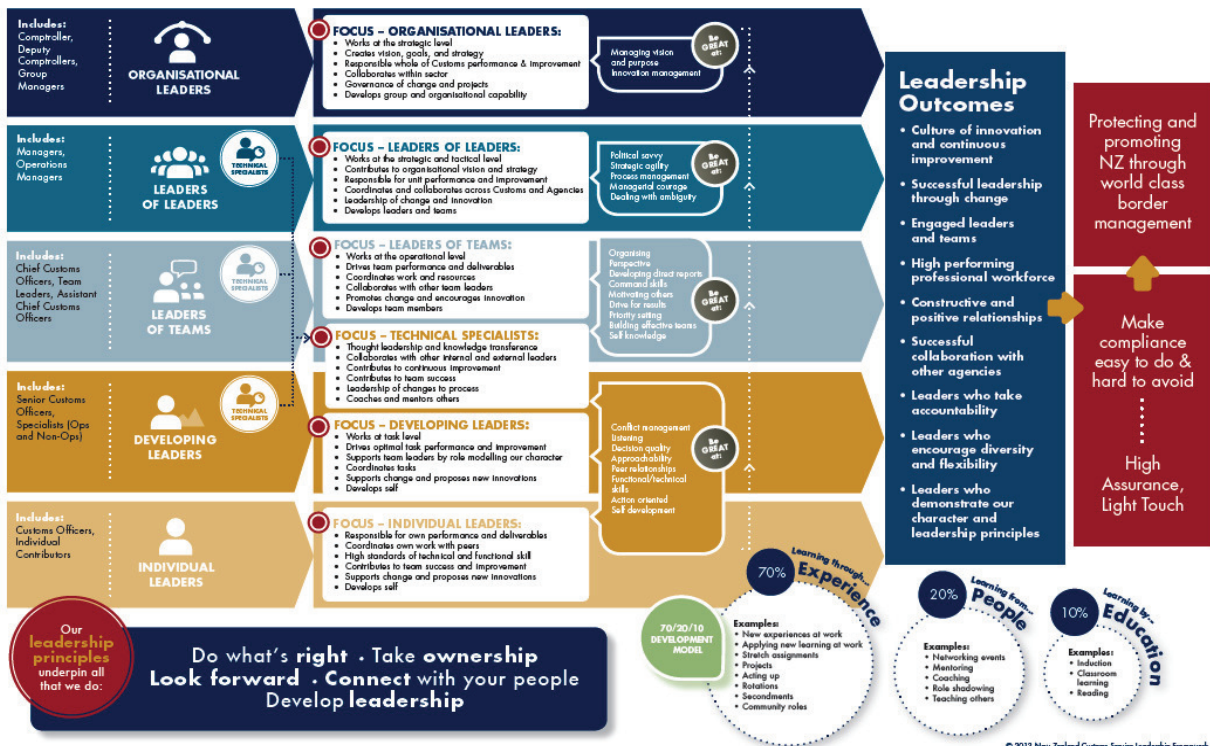 Includes:
Comptroller,
Deputy
Comptrollers,
Group
Managers
ORGANISATIONAL
LEADERS
FOCUS – ORGANISATIONAL LEADERS:
• Works at the strategic level
• Creates vision, goals, and strategy
• Responsible whole of Customs performance & improvement
• Collaborates within sector
• Governance of change and projects
• Develops group and organisational capability
Managing vision
and purpose
Innovation management
Be
GREAT
at:
Includes:
Managers,
Operations
Managers
LEADERS
OF LEADERS
TECHNICAL
SPECIALISTS
FOCUS – LEADERS OF LEADERS:
• Works at the strategic and tactical level
• Contributes to organisational vision and strategy
• Responsible for unit performance and improvement
• Coordinates and collaborates across Customs and Agencies
• Leadership of change and innovation
• Develops leaders and teams
Political savvy
Strategic agility
Process management
Managerial courage
Dealing with ambiguity
Be
GREAT
at:
Includes:
Chief Customs
Officers, Team
Leaders, Assistant
Chief Customs
Officers
LEADERS
OF TEAMS
TECHNICAL
SPECIALISTS
FOCUS – LEADERS OF TEAMS:
• Works at the operational level
• Drives team performance and deliverables
• Coordinates work and resources
• Collaborates with other team leaders
• Promotes change and encourages innovation
• Develops team members
Organising
Perspective
Developing direct reports
Command skills
Motivating others
Drive for results
Priority setting
Building effective teams
Self knowledge
Be
GREAT
at:
FOCUS – TECHNICAL SPECIALISTS:
• Thought leadership and knowledge transference
• Collaborates with other internal and external leaders
• Contributes to continuous improvement
• Contributes to team success
• Leadership of changes to process
• Coaches and mentors others
Includes:
Senior Customs
Officers,
Specialists (Ops
and Non-Ops)
DEVELOPING
LEADERS
TECHNICAL
SPECIALISTS
FOCUS – DEVELOPING LEADERS:
• Works at task level
• Drives optimal task performance and improvement
• Supports team leaders by role modelling our character
• Coordinates tasks
• Supports change and proposes new innovations
• Develops self
Conflict management
Listening
Decision quality
Approachability
Peer relationships
Functional/technical
skills
Action oriented
Self development
Be
GREAT
at:
Includes:
Customs Officers,
Individual
Contributors
INDIVIDUAL
LEADERS
FOCUS – INDIVIDUAL LEADERS:
• Responsible for own performance and deliverables
• Coordinates own work with peers
• High standards of technical and functional skill
• Contributes to team success and improvement
• Supports change and proposes new innovations
• Develops self
Leadership
Outcomes
• Culture of innovation
and continuous
improvement
• Successful leadership
through change
• Engaged leaders
and teams
• High performing
professional workforce
• Constructive and
positive relationships
• Successful
collaboration with
other agencies
• Leaders who take
accountability
• Leaders who
encourage diversity
and flexibility
• Leaders who
demonstrate our
character and
leadership principles
Protecting and
promoting
NZ through
world class
border
management
Make
compliance
easy to do &
hard to avoid
High
Assurance,
Light Touch
Our
leadership
principles
underpin all
that we do:
Do what's right • Take ownership
Look forward • Connect with your people
Develop leadership
70/20/10
DEVELOPMENT
MODEL
70%
Learning through...
Experience
Examples:
• New experiences at work
• Applying new learning at work
• Stretch assignments
• Projects
• Acting up
• Rotations
• Secondments
• Community roles
20%
Learning from...
People
Examples:
• Networking events
• Mentoring
• Coaching
• Role shadowing
• Teaching others
10%
Learning by...
Education
Examples:
• Induction
• Classroom
learning
• Reading